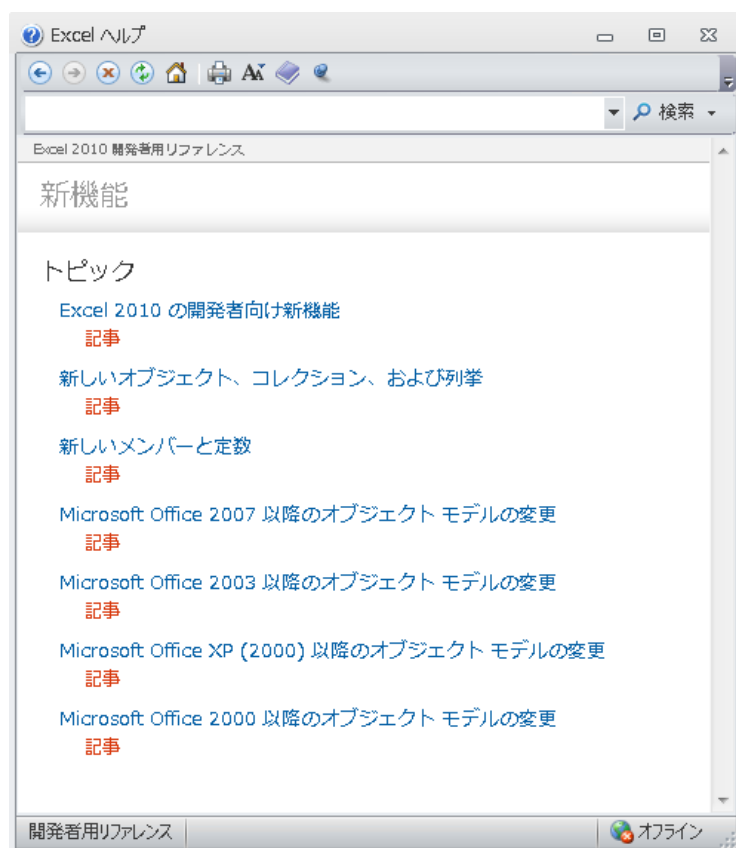 Excel ヘルプ
検索
Excel 2010 開発者用リファレンス
新機能
トピック
Excel 2010 の開発者向け新機能
記事
新しいオブジェクト、コレクション、および列挙
記事
新しいメンバーと定数
記事
Microsoft Office 2007 以降のオブジェクト モデルの変更
記事
Microsoft Office 2003 以降のオブジェクト モデルの変更
記事
Microsoft Office XP (2000) 以降のオブジェクト モデルの変更
記事
Microsoft Office 2000 以降のオブジェクト モデルの変更
記事
開発者用リファレンス
オフライン